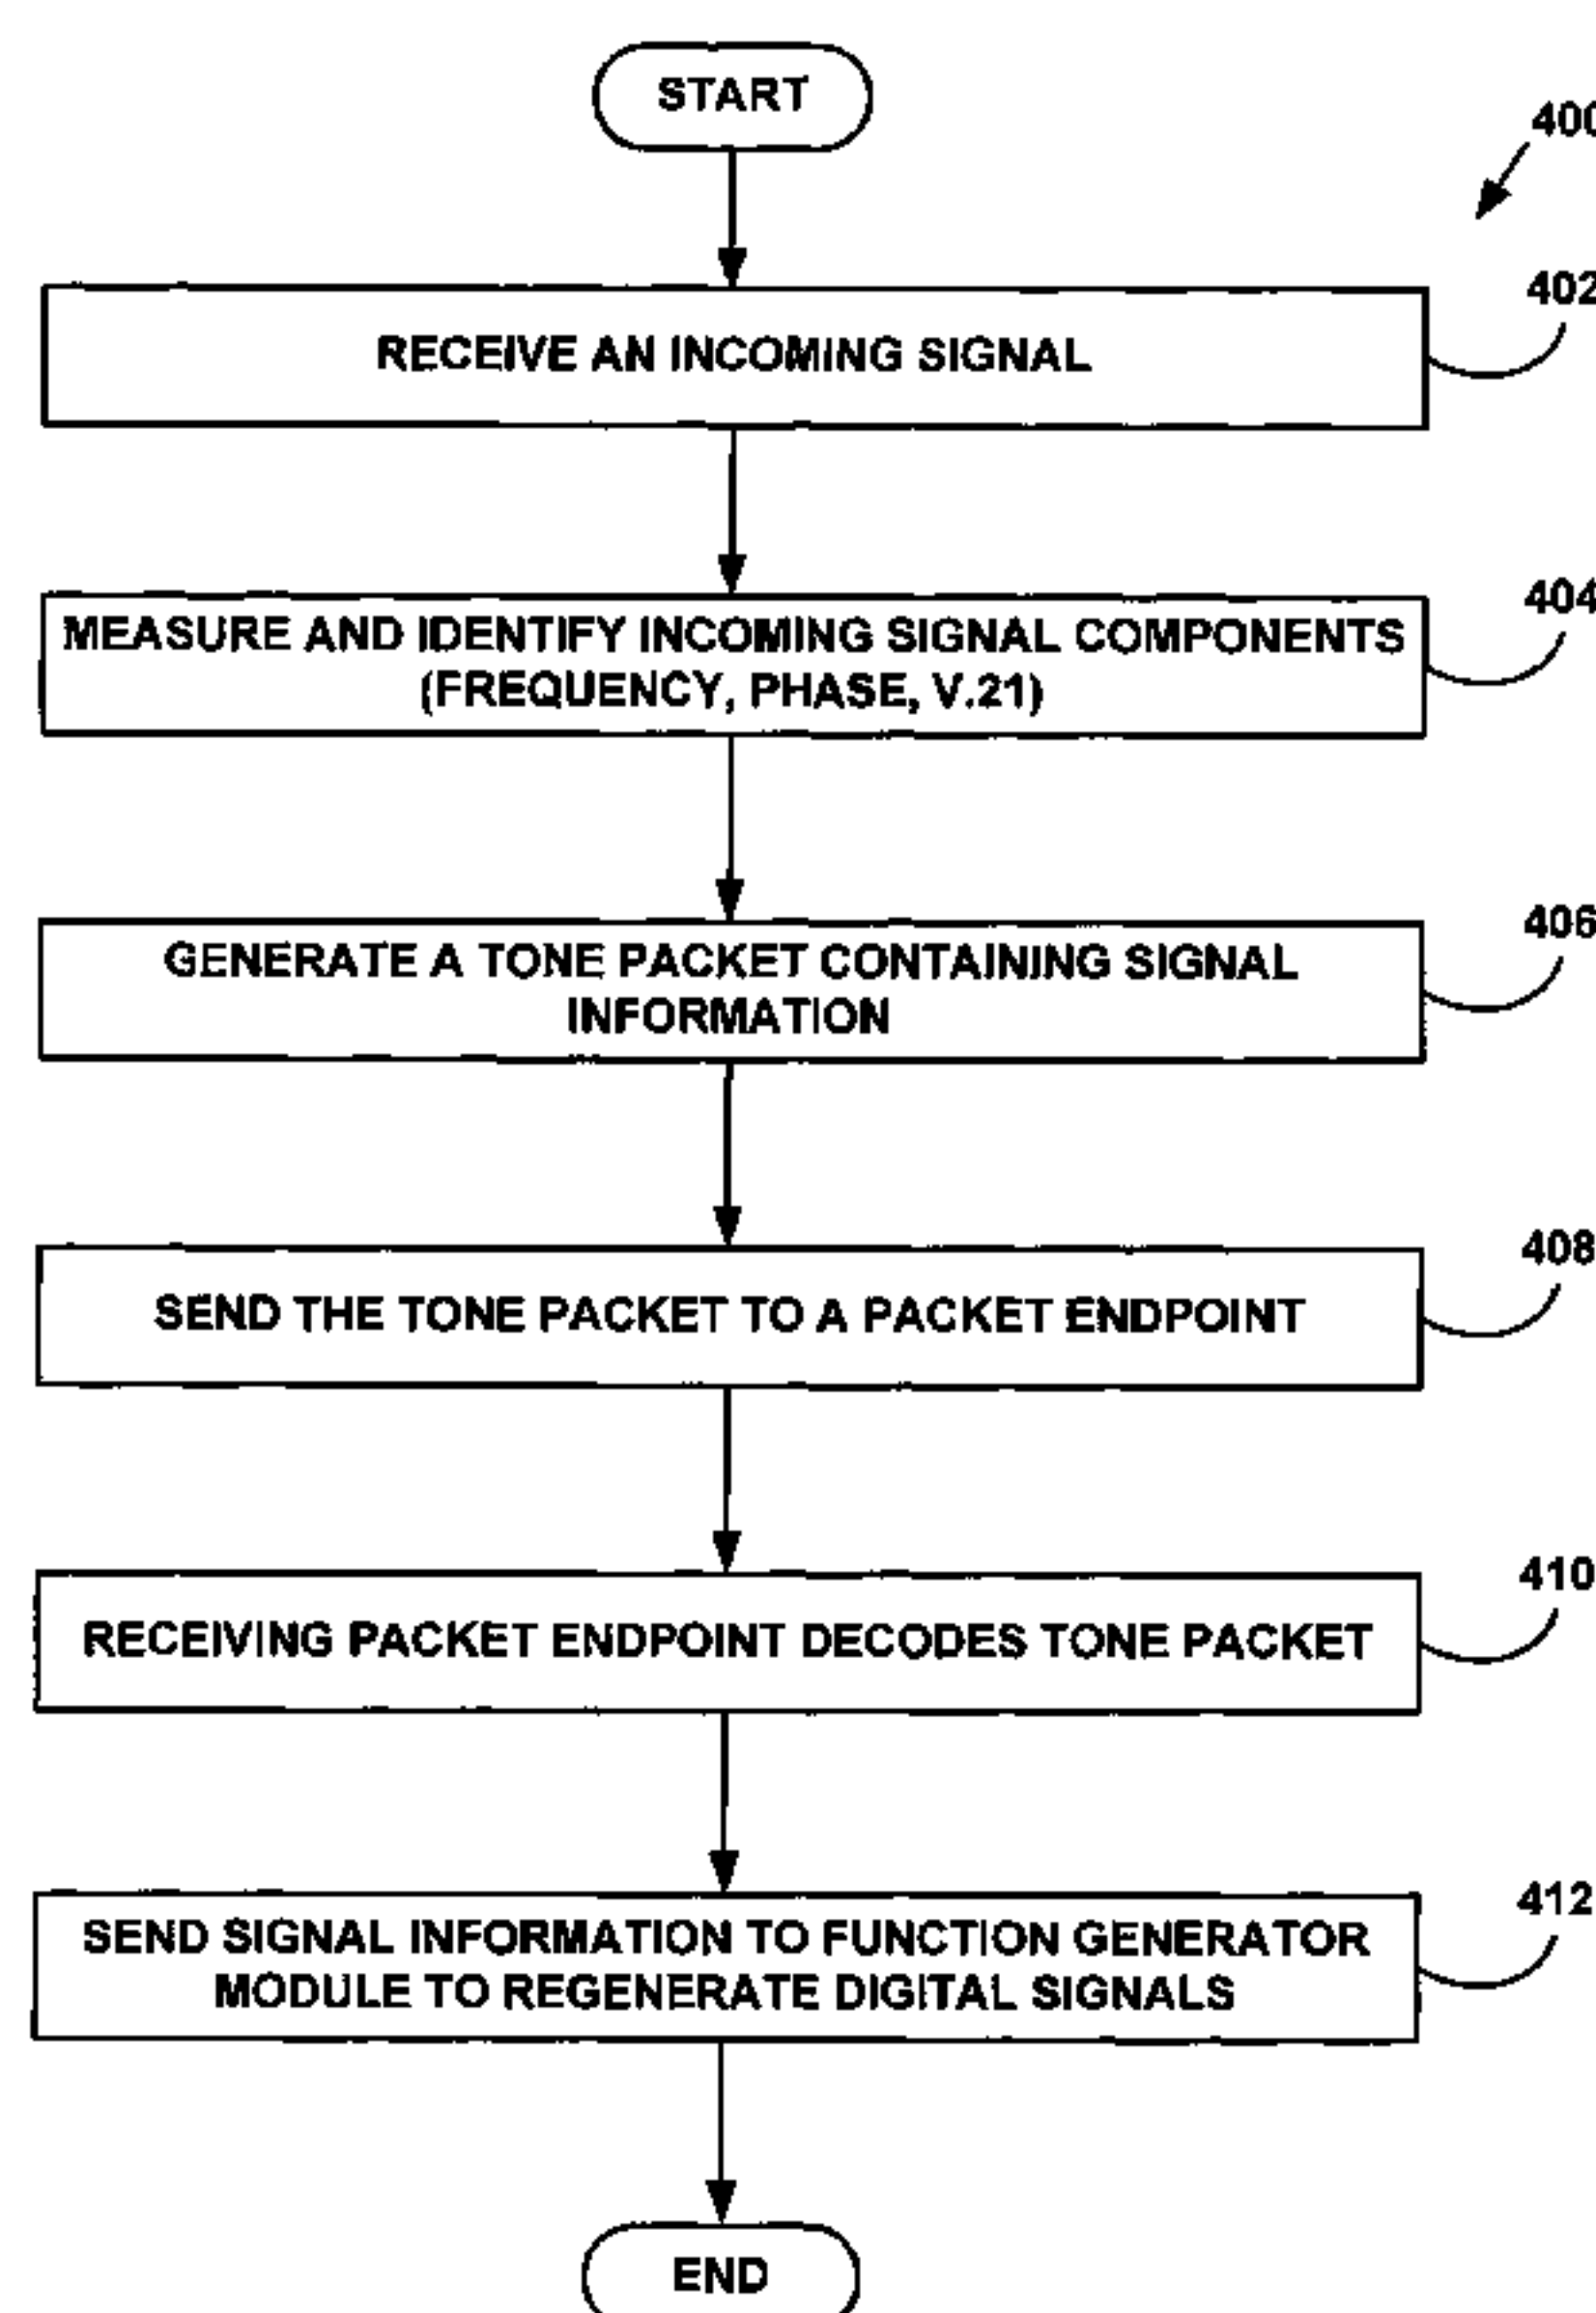 START
400
402
RECEIVE AN INCOMING SIGNAL
404
MEASURE AND IDENTIFY INCOMING SIGNAL COMPONENTS
(FREQUENCY, PHASE, V.21)
406
GENERATE A TONE PACKET CONTAINING SIGNAL
INFORMATION
408
SEND THE TONE PACKET TO A PACKET ENDPOINT
410
RECEIVING PACKET ENDPOINT DECODES TONE PACKET
412
SEND SIGNAL INFORMATION TO FUNCTION GENERATOR
MODULE TO REGENERATE DIGITAL SIGNALS
END